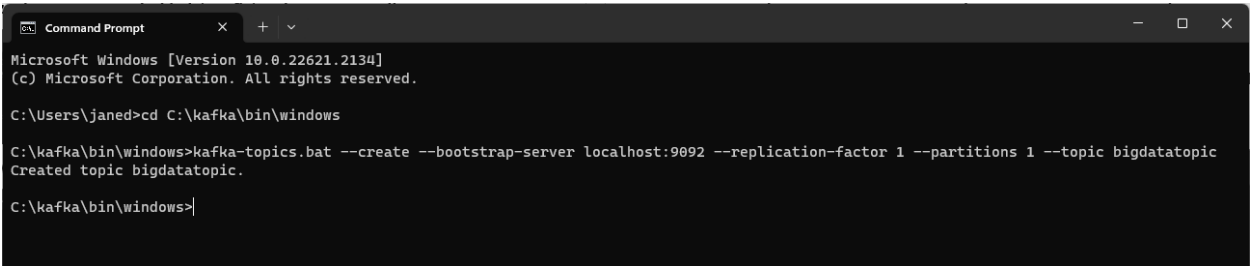 Command Prompt
Microsoft Windows [Version 10.0.22621.2134]
(c) Microsoft Corporation. All rights reserved.
C:\Users\janed>cd C:\kafka\bin\windows
C:\kafka\bin\windows>kafka-topics.bat --create --bootstrap-server localhost:9092 --replication-factor 1 --partitions 1 --topic bigdatatopic
Created topic bigdatatopic.
C:\kafka\bin\windows>